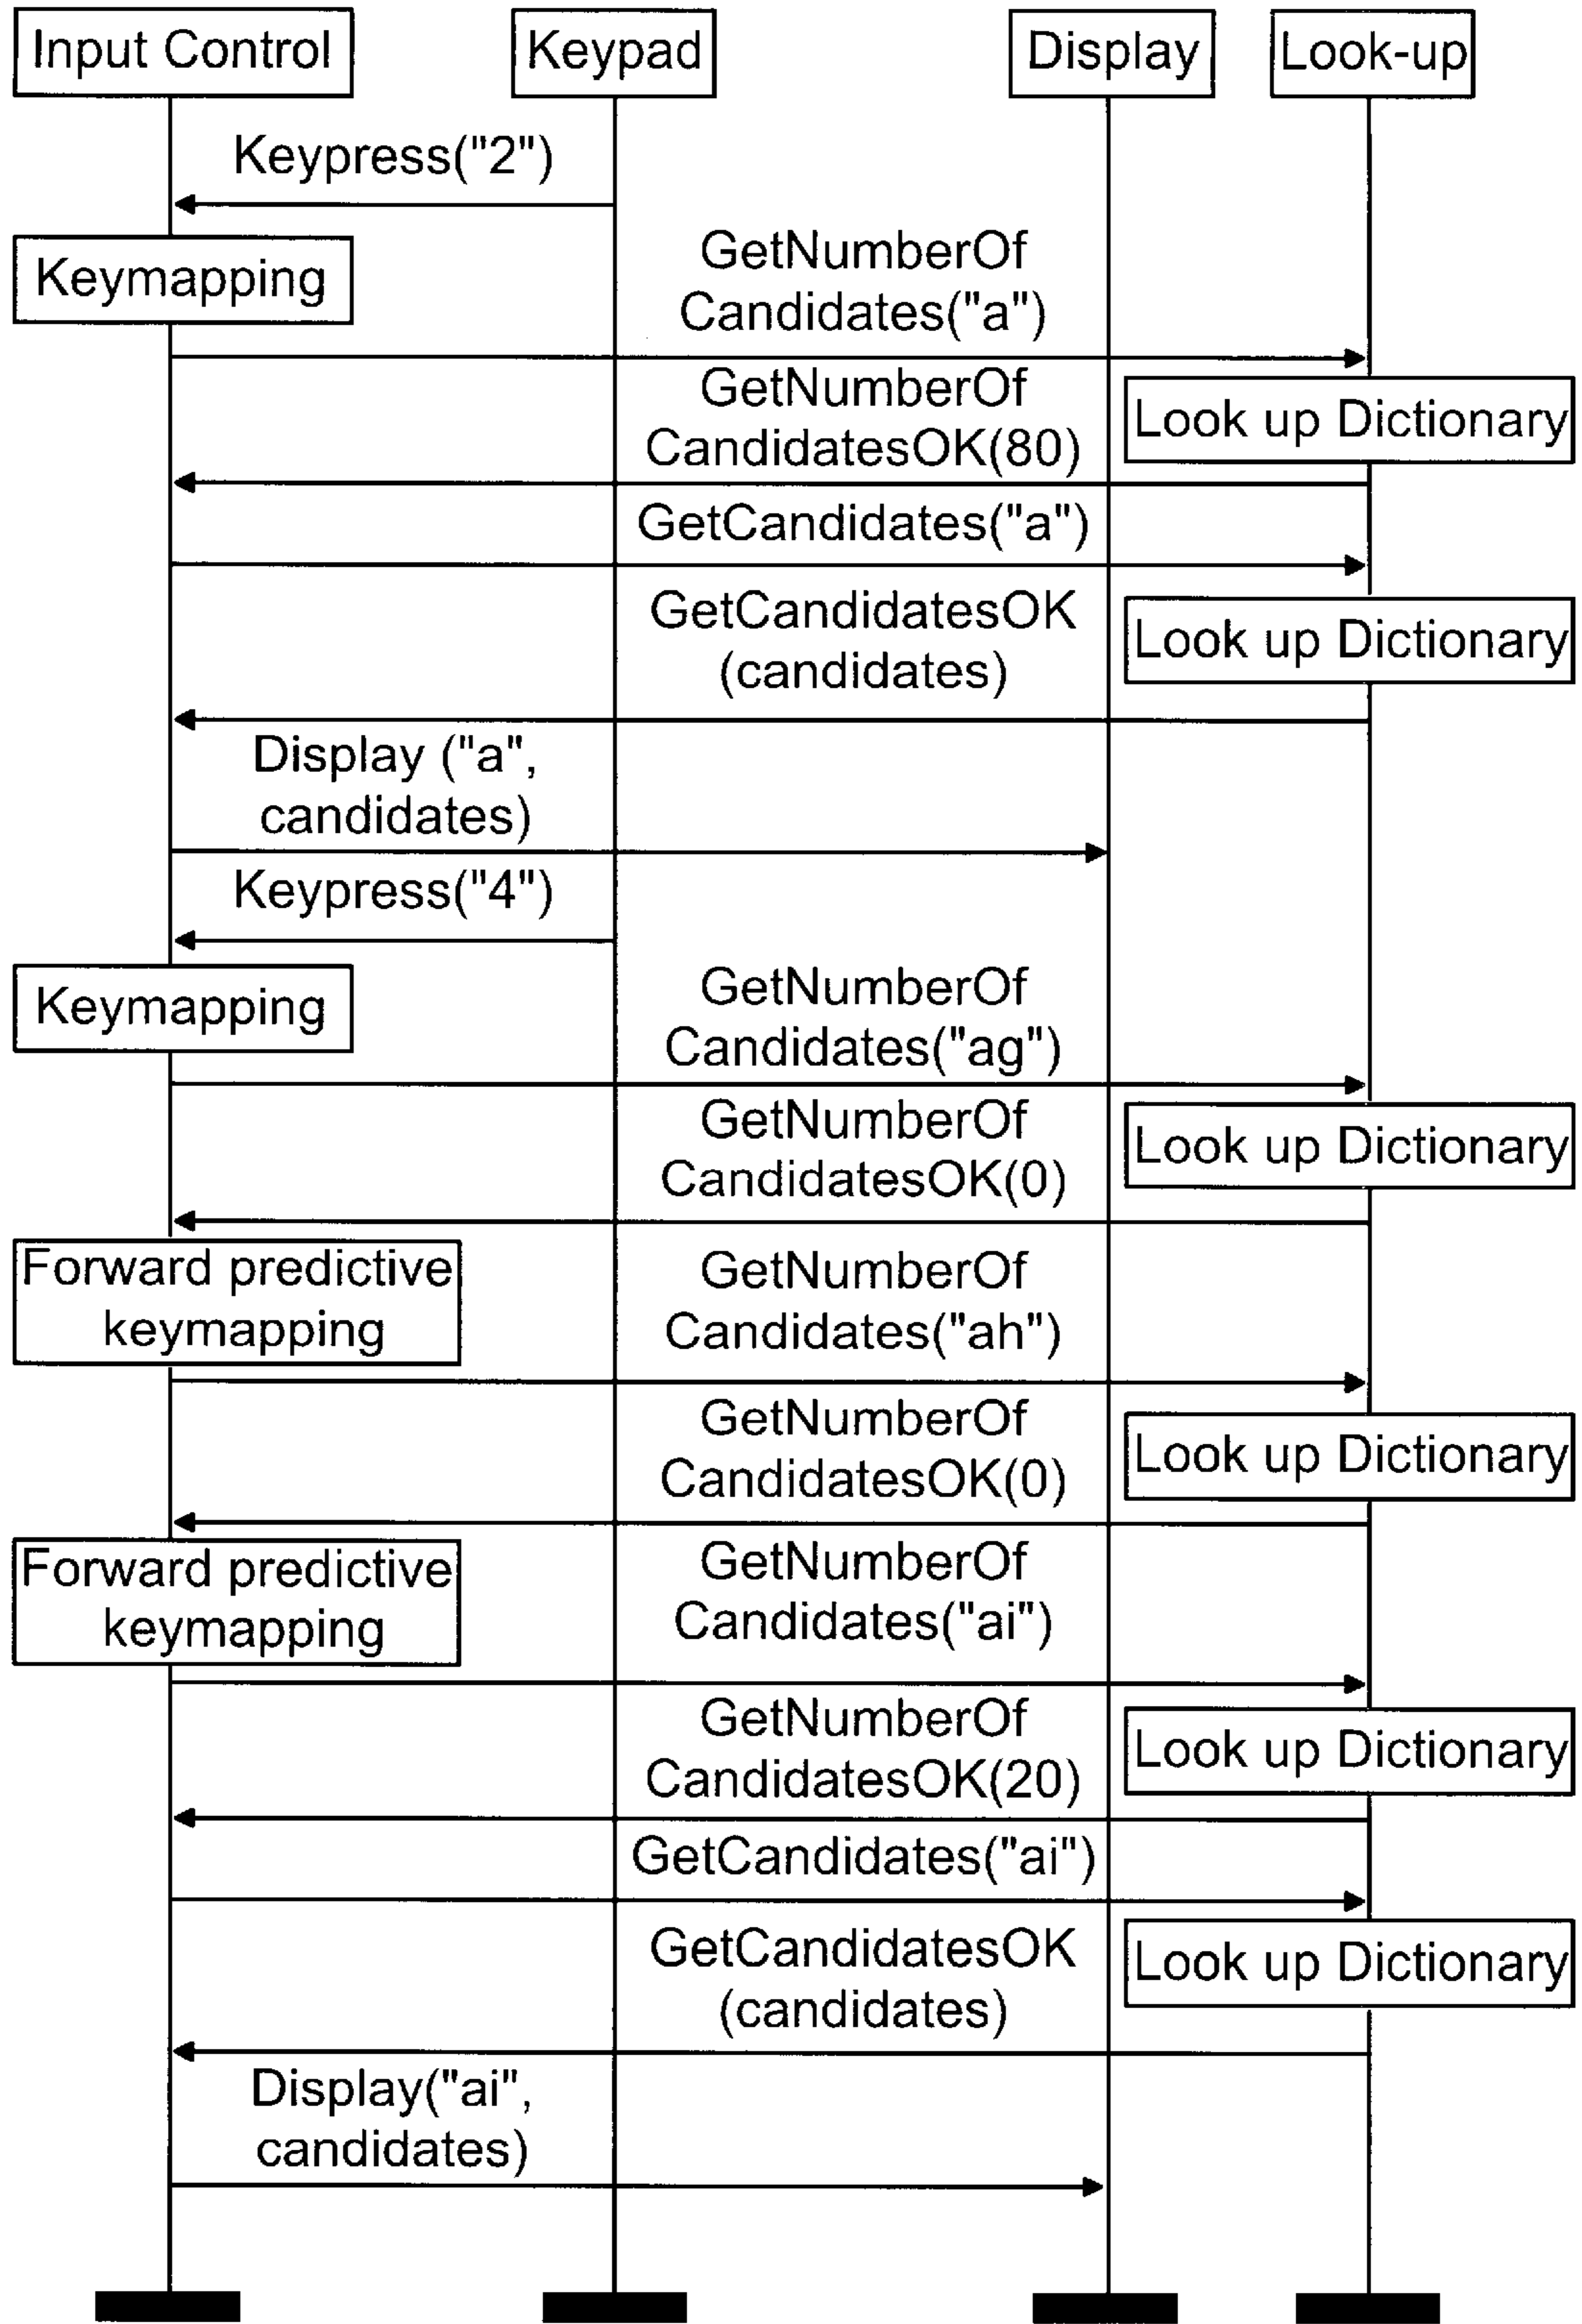 Input Control
Keypad
Display
Look-up
Keypress("2")
Keymapping
GetNumberOf
Candidates("a")
GetNumberOf
CandidatesOK(80)
Look up Dictionary
GetCandidates("a")
GetCandidatesOK
(candidates)
Look up Dictionary
Display ("a",
candidates)
Keypress("4")
Keymapping
GetNumberOf
Candidates("ag")
GetNumberOf
CandidatesOK(0)
Look up Dictionary
Forward predictive
keymapping
GetNumberOf
Candidates("ah")
GetNumberOf
CandidatesOK(0)
Look up Dictionary
Forward predictive
keymapping
GetNumberOf
Candidates("ai")
GetNumberOf
CandidatesOK(20)
Look up Dictionary
GetCandidates("ai")
GetCandidatesOK
(candidates)
Look up Dictionary
Display("ai",
candidates)